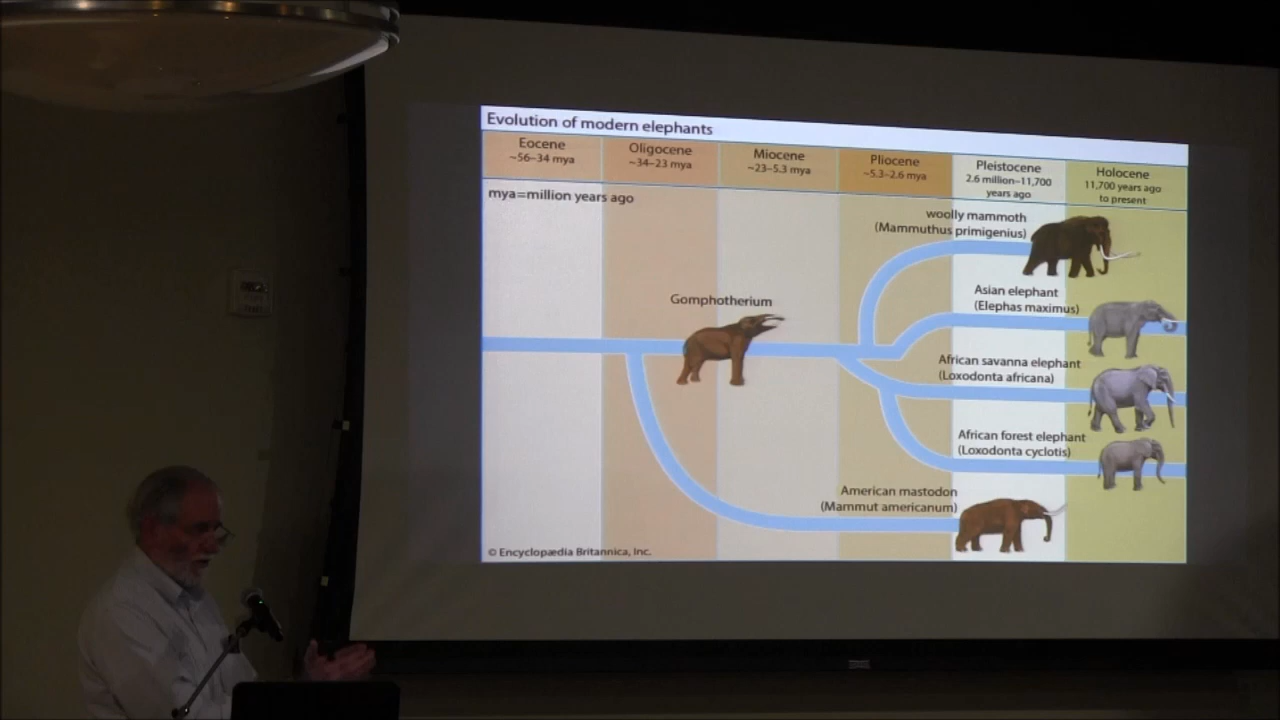 Evolution of modern elephants
Eocene
~56–34 mya
Oligocene
~34–23 mya
Miocene
~23–5.3 mya
Pliocene
~5.3–2.6 mya
Pleistocene
2.6 million–11,700
years ago
Holocene
11,700 years ago
to present
mya=million years ago
woolly mammoth
(Mammuthus primigenius)
Asian elephant
(Elephas maximus)
Gomphotherium
African savanna elephant
(Loxodonta africana)
African forest elephant
(Loxodonta cyclotis)
American mastodon
(Mammut americanum)
© Encyclopædia Britannica, Inc.